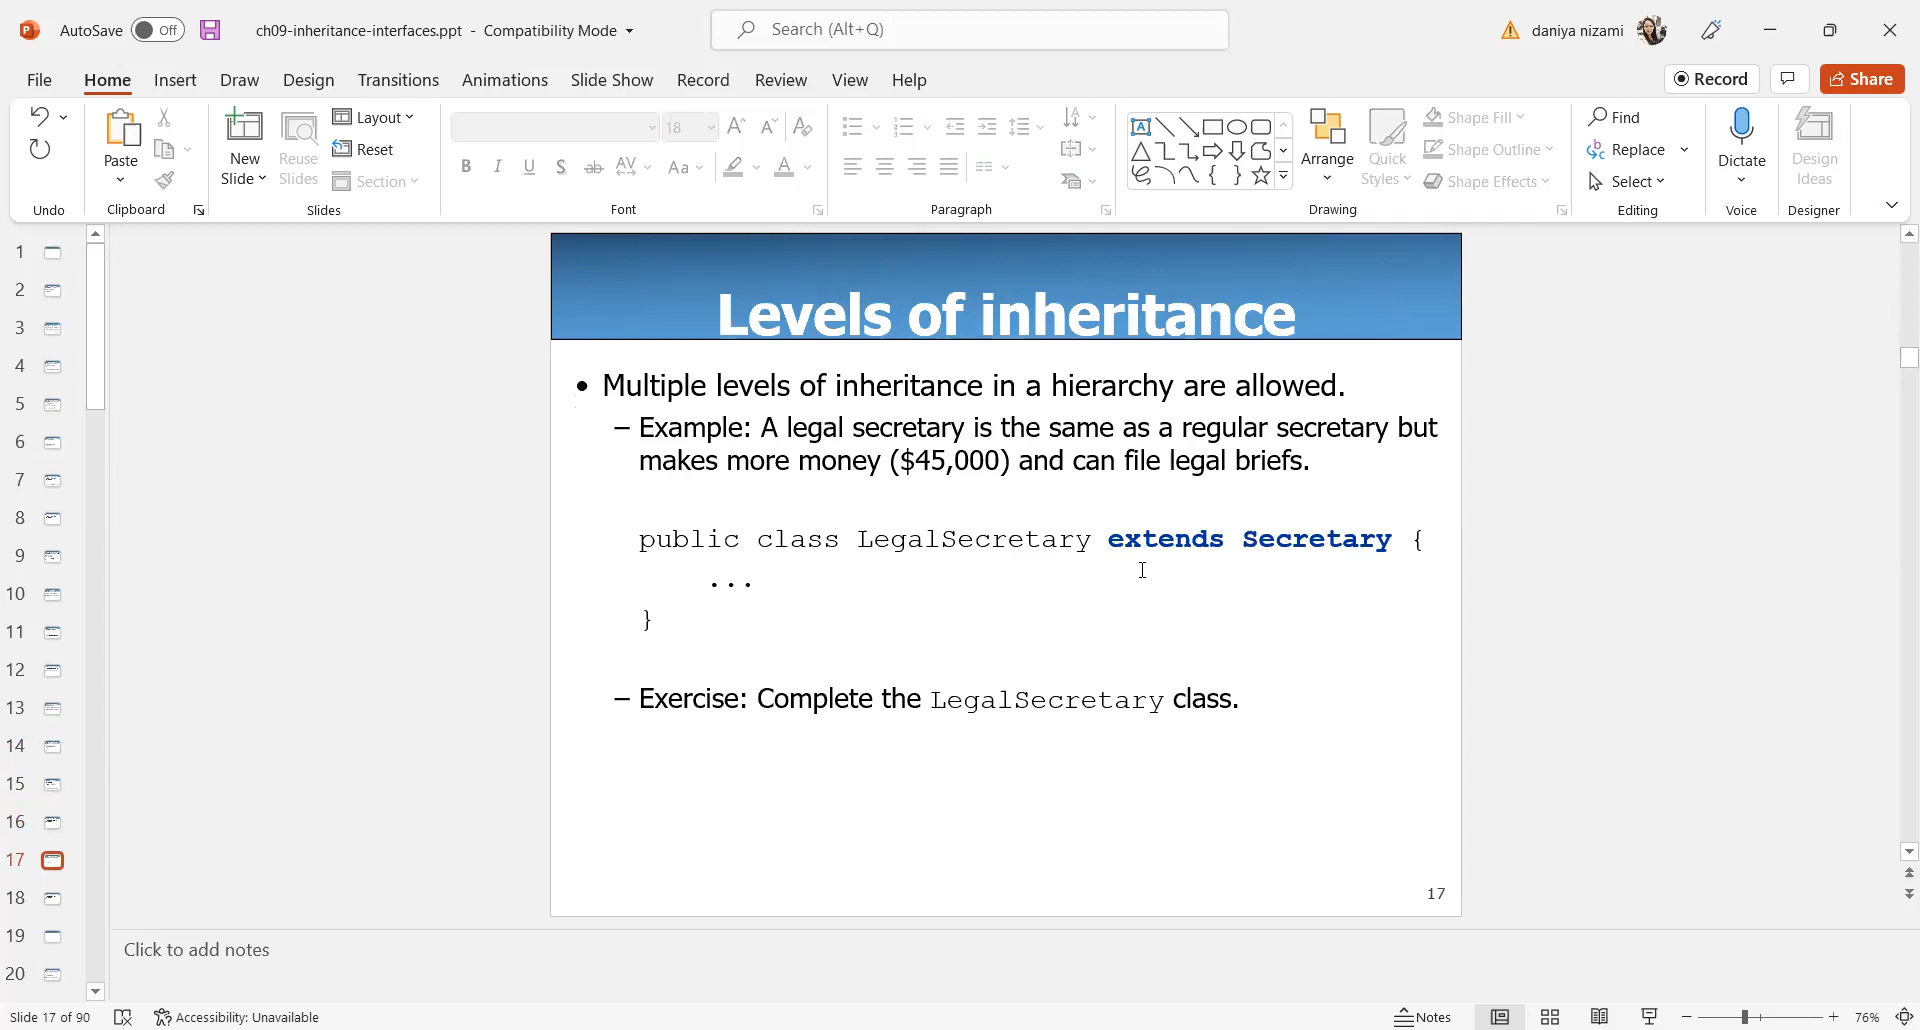 AutoSave Off ch09-inheritance-interfaces.ppt - Compatibility Mode Search (Alt+Q) daniya nizami
File Home Insert Draw Design Transitions Animations Slide Show Record Review View Help Record Share
Paste New Slide Reuse Slides Layout Reset Section
18
B I U S ab AV Aa A
Arrange Quick Styles Shape Fill Shape Outline Shape Effects
Find Replace Select
Dictate Design Ideas
Undo Clipboard Slides Font Paragraph Drawing Editing Voice Designer
1
2
3
4
5
6
7
8
9
10
11
12
13
14
15
16
17
18
19
20
Levels of inheritance
• Multiple levels of inheritance in a hierarchy are allowed.
– Example: A legal secretary is the same as a regular secretary but
makes more money ($45,000) and can file legal briefs.
public class LegalSecretary extends Secretary {
...
}
– Exercise: Complete the LegalSecretary class.
17
Click to add notes
Slide 17 of 90 Accessibility: Unavailable Notes 76%